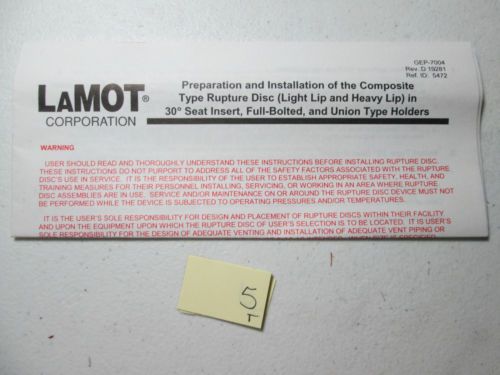 GEP-7004
Rev. D 19281
Ref. ID: 5472
LAMOT®
CORPORATION
Preparation and Installation of the Composite
Type Rupture Disc (Light Lip and Heavy Lip) in
30° Seat Insert, Full-Bolted, and Union Type Holders
WARNING
USER SHOULD READ AND THOROUGHLY UNDERSTAND THESE INSTRUCTIONS BEFORE INSTALLING RUPTURE DISC.
THESE INSTRUCTIONS DO NOT PURPORT TO ADDRESS ALL OF THE SAFETY FACTORS ASSOCIATED WITH THE RUPTURE
DISC'S USE IN SERVICE. IT IS THE RESPONSIBILITY OF THE USER TO ESTABLISH APPROPRIATE SAFETY, HEALTH, AND
TRAINING MEASURES FOR THEIR PERSONNEL INSTALLING, SERVICING, OR WORKING IN AN AREA WHERE RUPTURE
DISC ASSEMBLIES ARE IN USE. SERVICE AND/OR MAINTENANCE ON OR AROUND THE RUPTURE DISC DEVICE MUST NOT
BE PERFORMED WHILE THE DEVICE IS SUBJECTED TO OPERATING PRESSURES AND/OR TEMPERATURES.
IT IS THE USER'S SOLE RESPONSIBILITY FOR DESIGN AND PLACEMENT OF RUPTURE DISCS WITHIN THEIR FACILITY
AND UPON THE EQUIPMENT UPON WHICH THE RUPTURE DISC OF USER'S SELECTION IS TO BE LOCATED. IT IS USER'S
SOLE RESPONSIBILITY FOR THE DESIGN OF ADEQUATE VENTING AND INSTALLATION OF ADEQUATE VENT PIPING OR
5
T